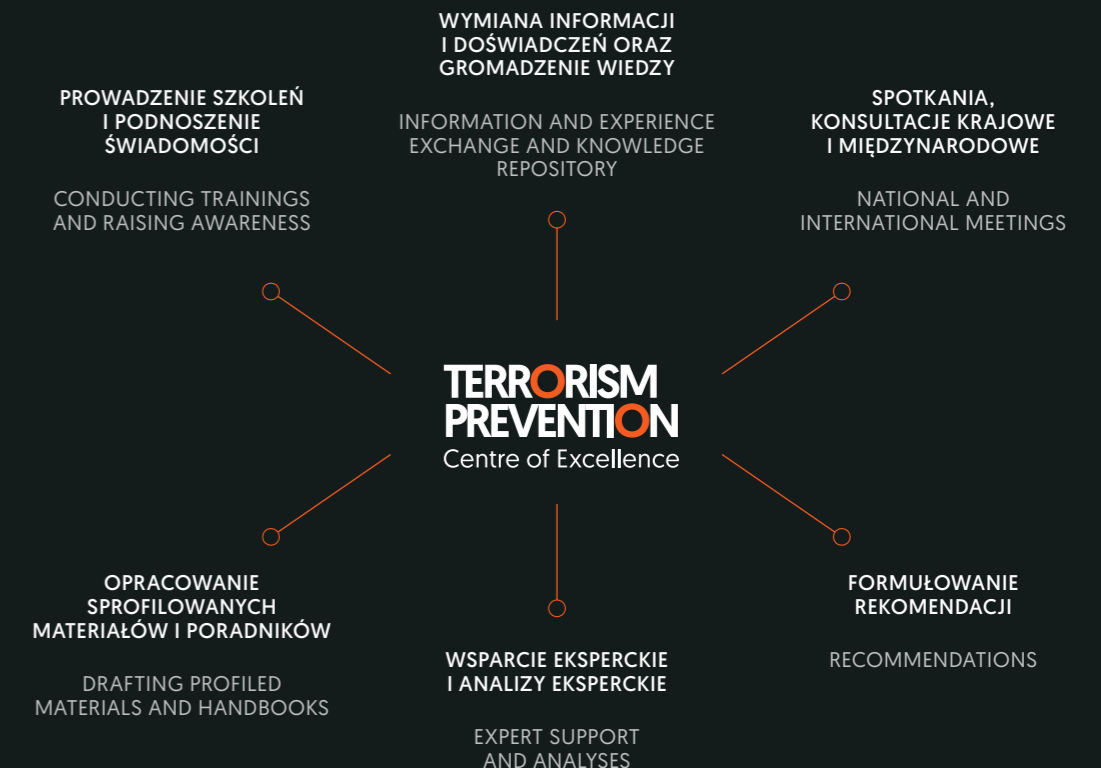 WYMIANA INFORMACJI
I DOŚWIADCZEŃ ORAZ
GROMADZENIE WIEDZY
INFORMATION AND EXPERIENCE
EXCHANGE AND KNOWLEDGE
REPOSITORY
PROWADZENIE SZKOLEŃ
I PODNOSZENIE
ŚWIADOMOŚCI
CONDUCTING TRAININGS
AND RAISING AWARENESS
SPOTKANIA,
KONSULTACJE KRAJOWE
I MIĘDZYNARODOWE
NATIONAL AND
INTERNATIONAL MEETINGS
TERRORISM
PREVENTION
Centre of Excellence
OPRACOWANIE
SPROFILOWANYCH
MATERIAŁÓW I PORADNIKÓW
DRAFTING PROFILED
MATERIALS AND HANDBOOKS
WSPARCIE EKSPERCKIE
I ANALIZY EKSPERCKIE
EXPERT SUPPORT
AND ANALYSES
FORMUŁOWANIE
REKOMENDACJI
RECOMMENDATIONS